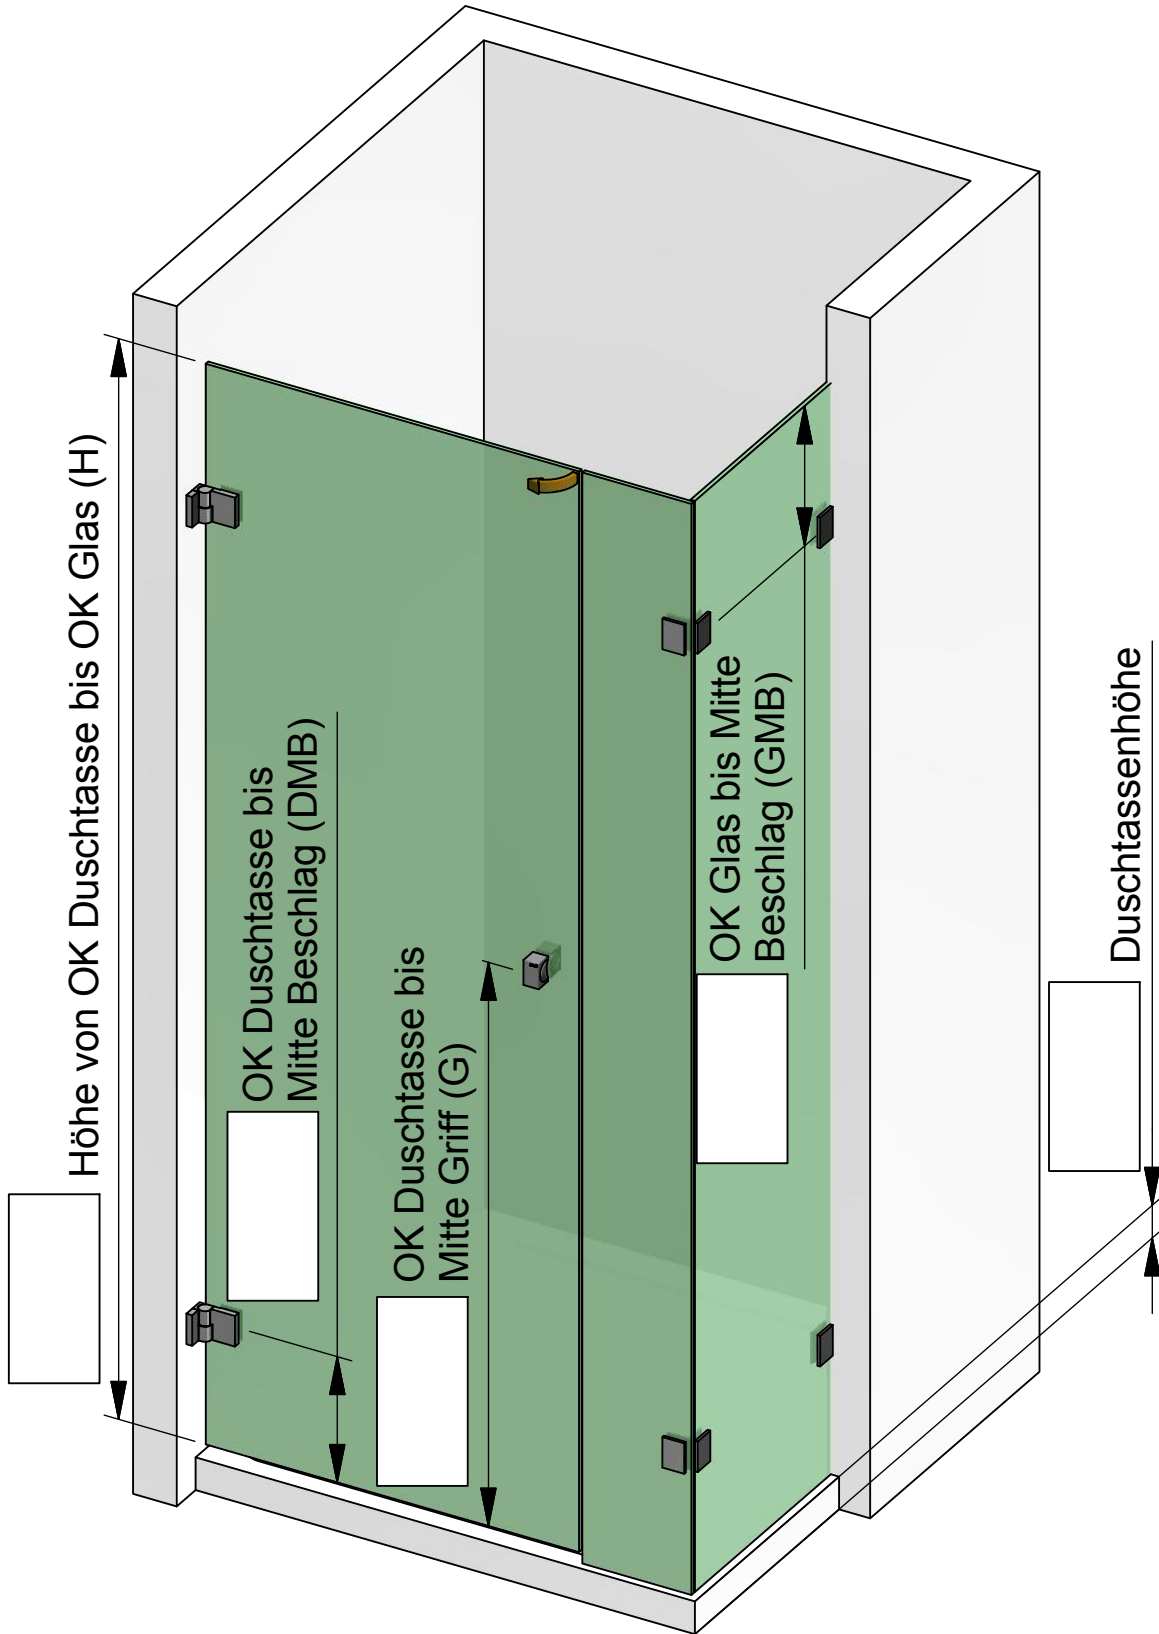 Höhe von OK Duschtasse bis OK Glas (H)
OK Duschtasse bis
Mitte Beschlag (DMB)
OK Duschtasse bis
Mitte Griff (G)
OK Glas bis Mitte
Beschlag (GMB)
Duschtassenhöhe